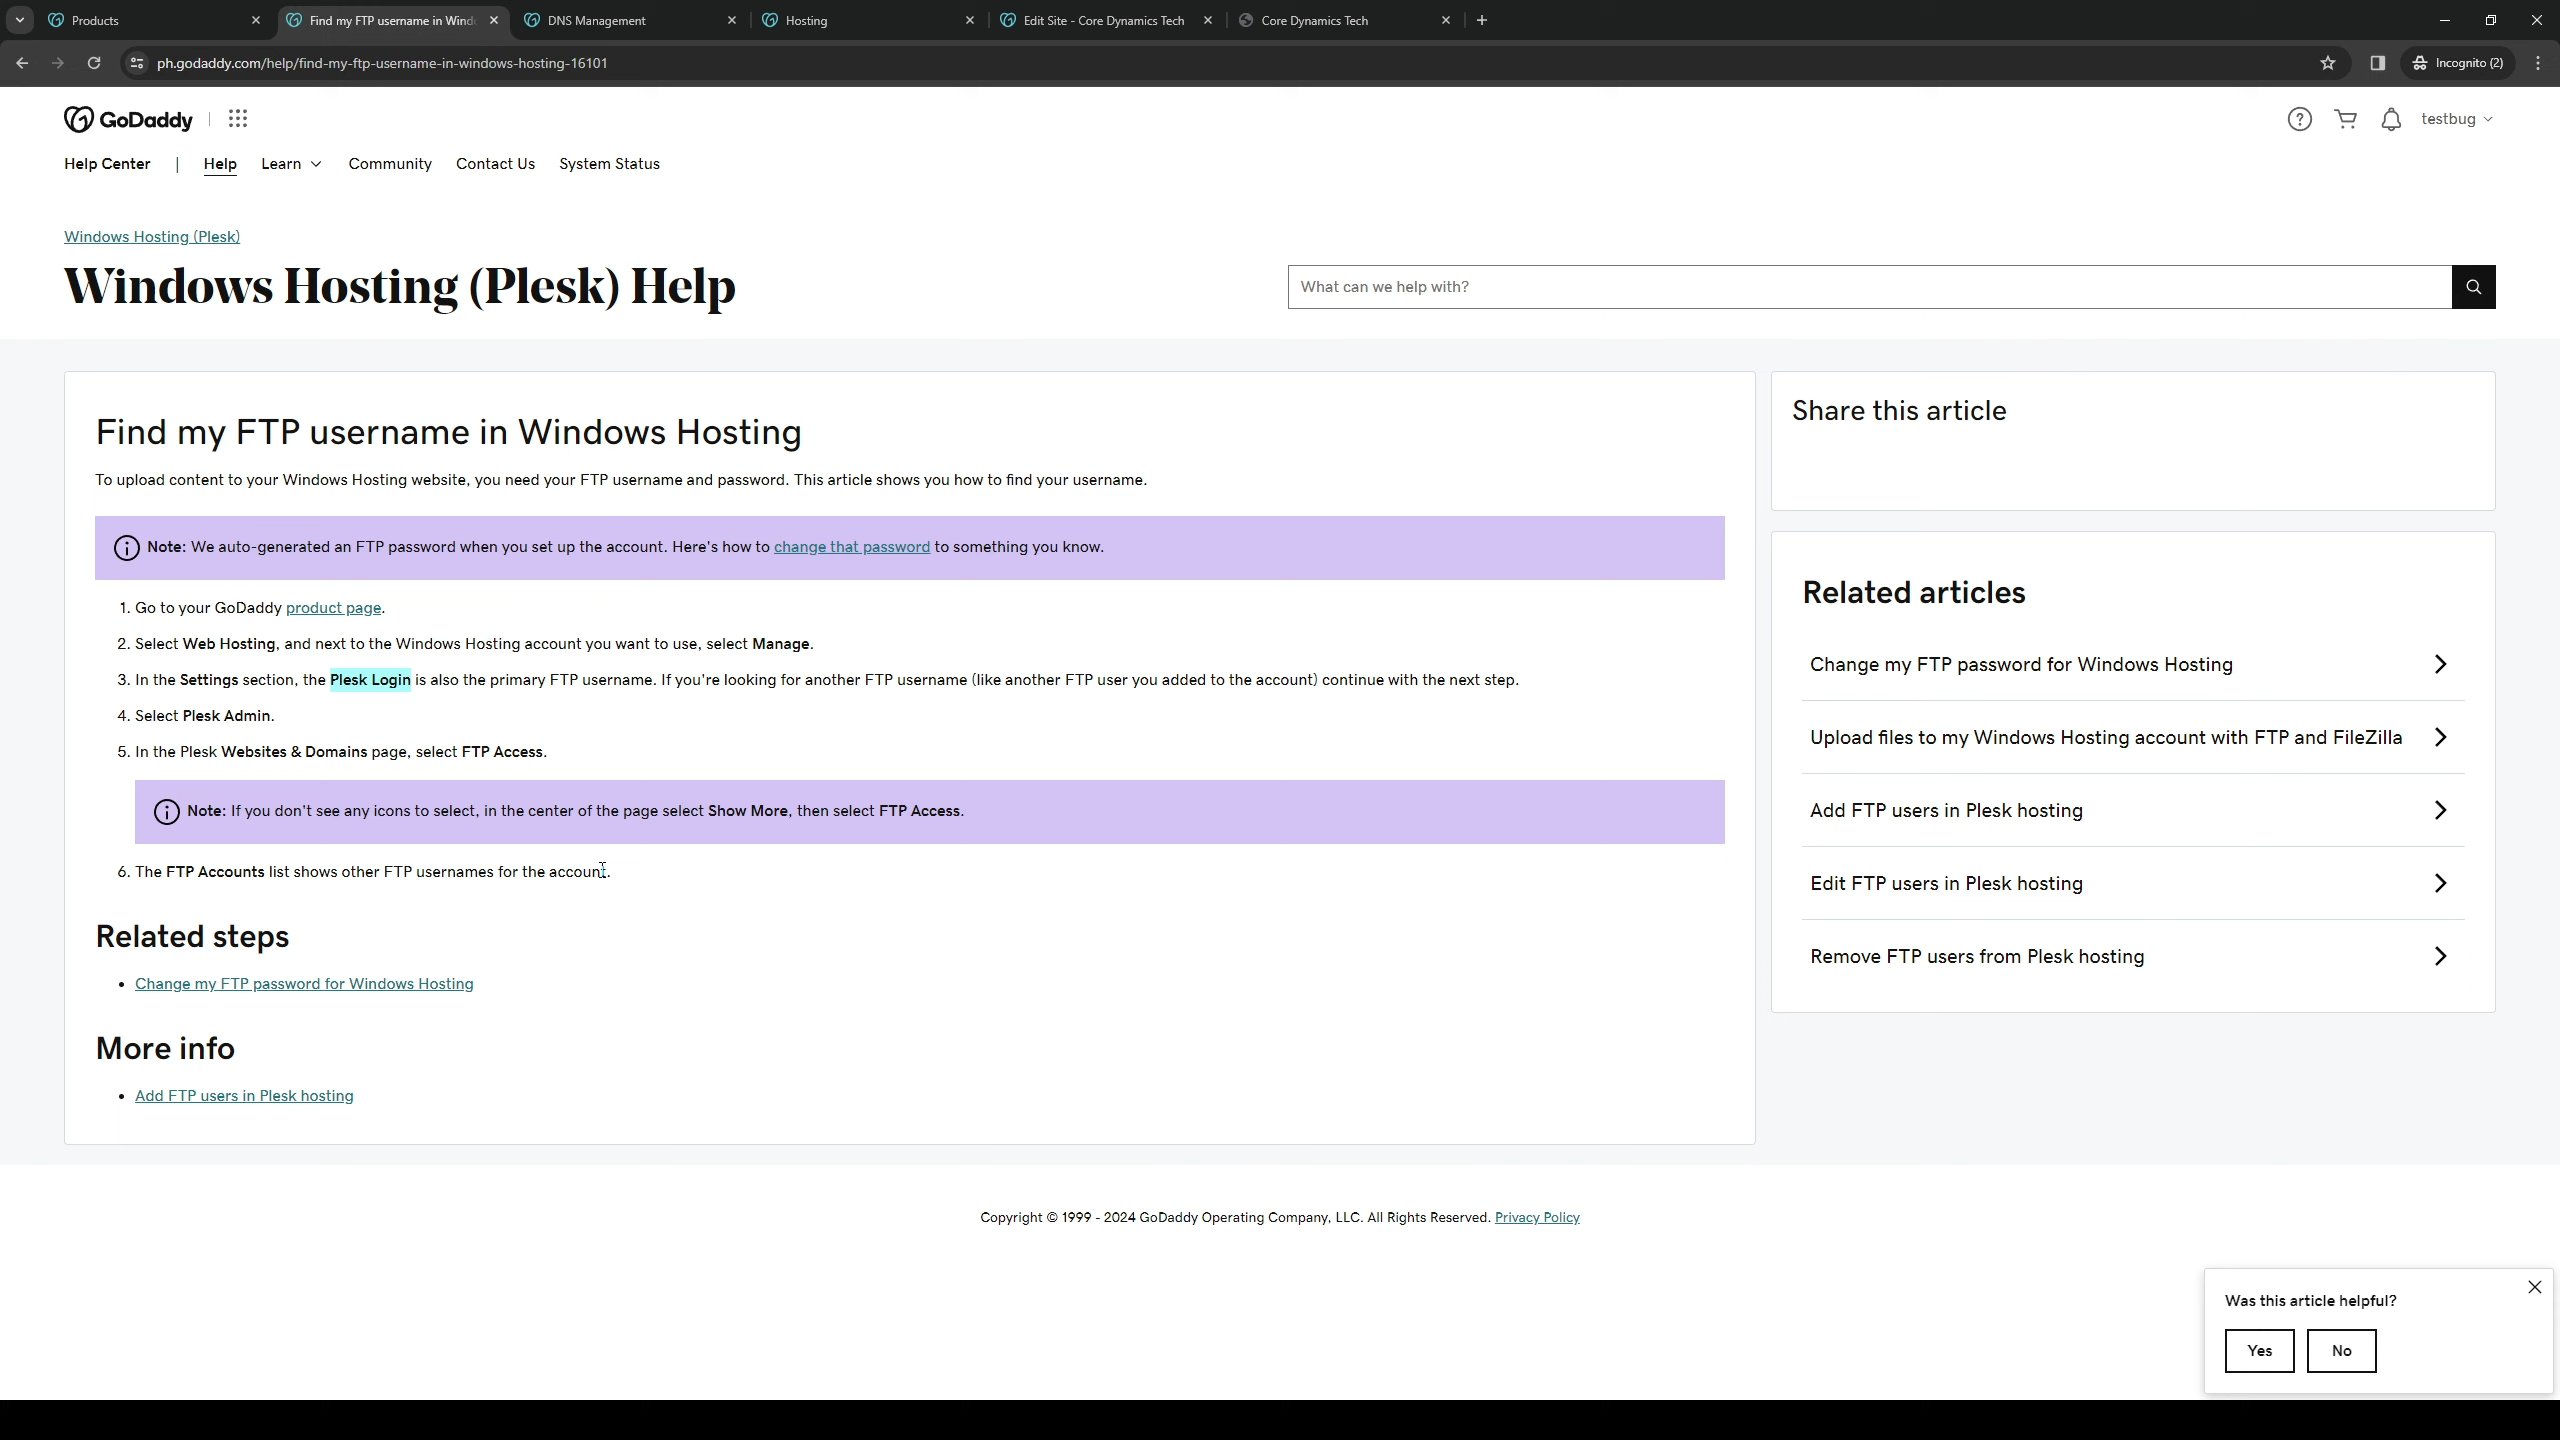 Products
Find my FTP username in Wind
DNS Management
Hosting
Edit Site - Core Dynamics Tech
Core Dynamics Tech
ph.godaddy.com/help/find-my-ftp-username-in-windows-hosting-16101
Incognito (2)
GoDaddy
testbug
Help Center | Help Learn Community Contact Us System Status
Windows Hosting (Plesk)
Windows Hosting (Plesk) Help
What can we help with?
Find my FTP username in Windows Hosting
To upload content to your Windows Hosting website, you need your FTP username and password. This article shows you how to find your username.
Note: We auto-generated an FTP password when you set up the account. Here's how to change that password to something you know.
1. Go to your GoDaddy product page.
2. Select Web Hosting, and next to the Windows Hosting account you want to use, select Manage.
3. In the Settings section, the Plesk Login is also the primary FTP username. If you're looking for another FTP username (like another FTP user you added to the account) continue with the next step.
4. Select Plesk Admin.
5. In the Plesk Websites & Domains page, select FTP Access.
Note: If you don't see any icons to select, in the center of the page select Show More, then select FTP Access.
6. The FTP Accounts list shows other FTP usernames for the account.
Related steps
• Change my FTP password for Windows Hosting
More info
• Add FTP users in Plesk hosting
Share this article
Related articles
Change my FTP password for Windows Hosting
Upload files to my Windows Hosting account with FTP and FileZilla
Add FTP users in Plesk hosting
Edit FTP users in Plesk hosting
Remove FTP users from Plesk hosting
Copyright © 1999 - 2024 GoDaddy Operating Company, LLC. All Rights Reserved. Privacy Policy
Was this article helpful?
Yes
No